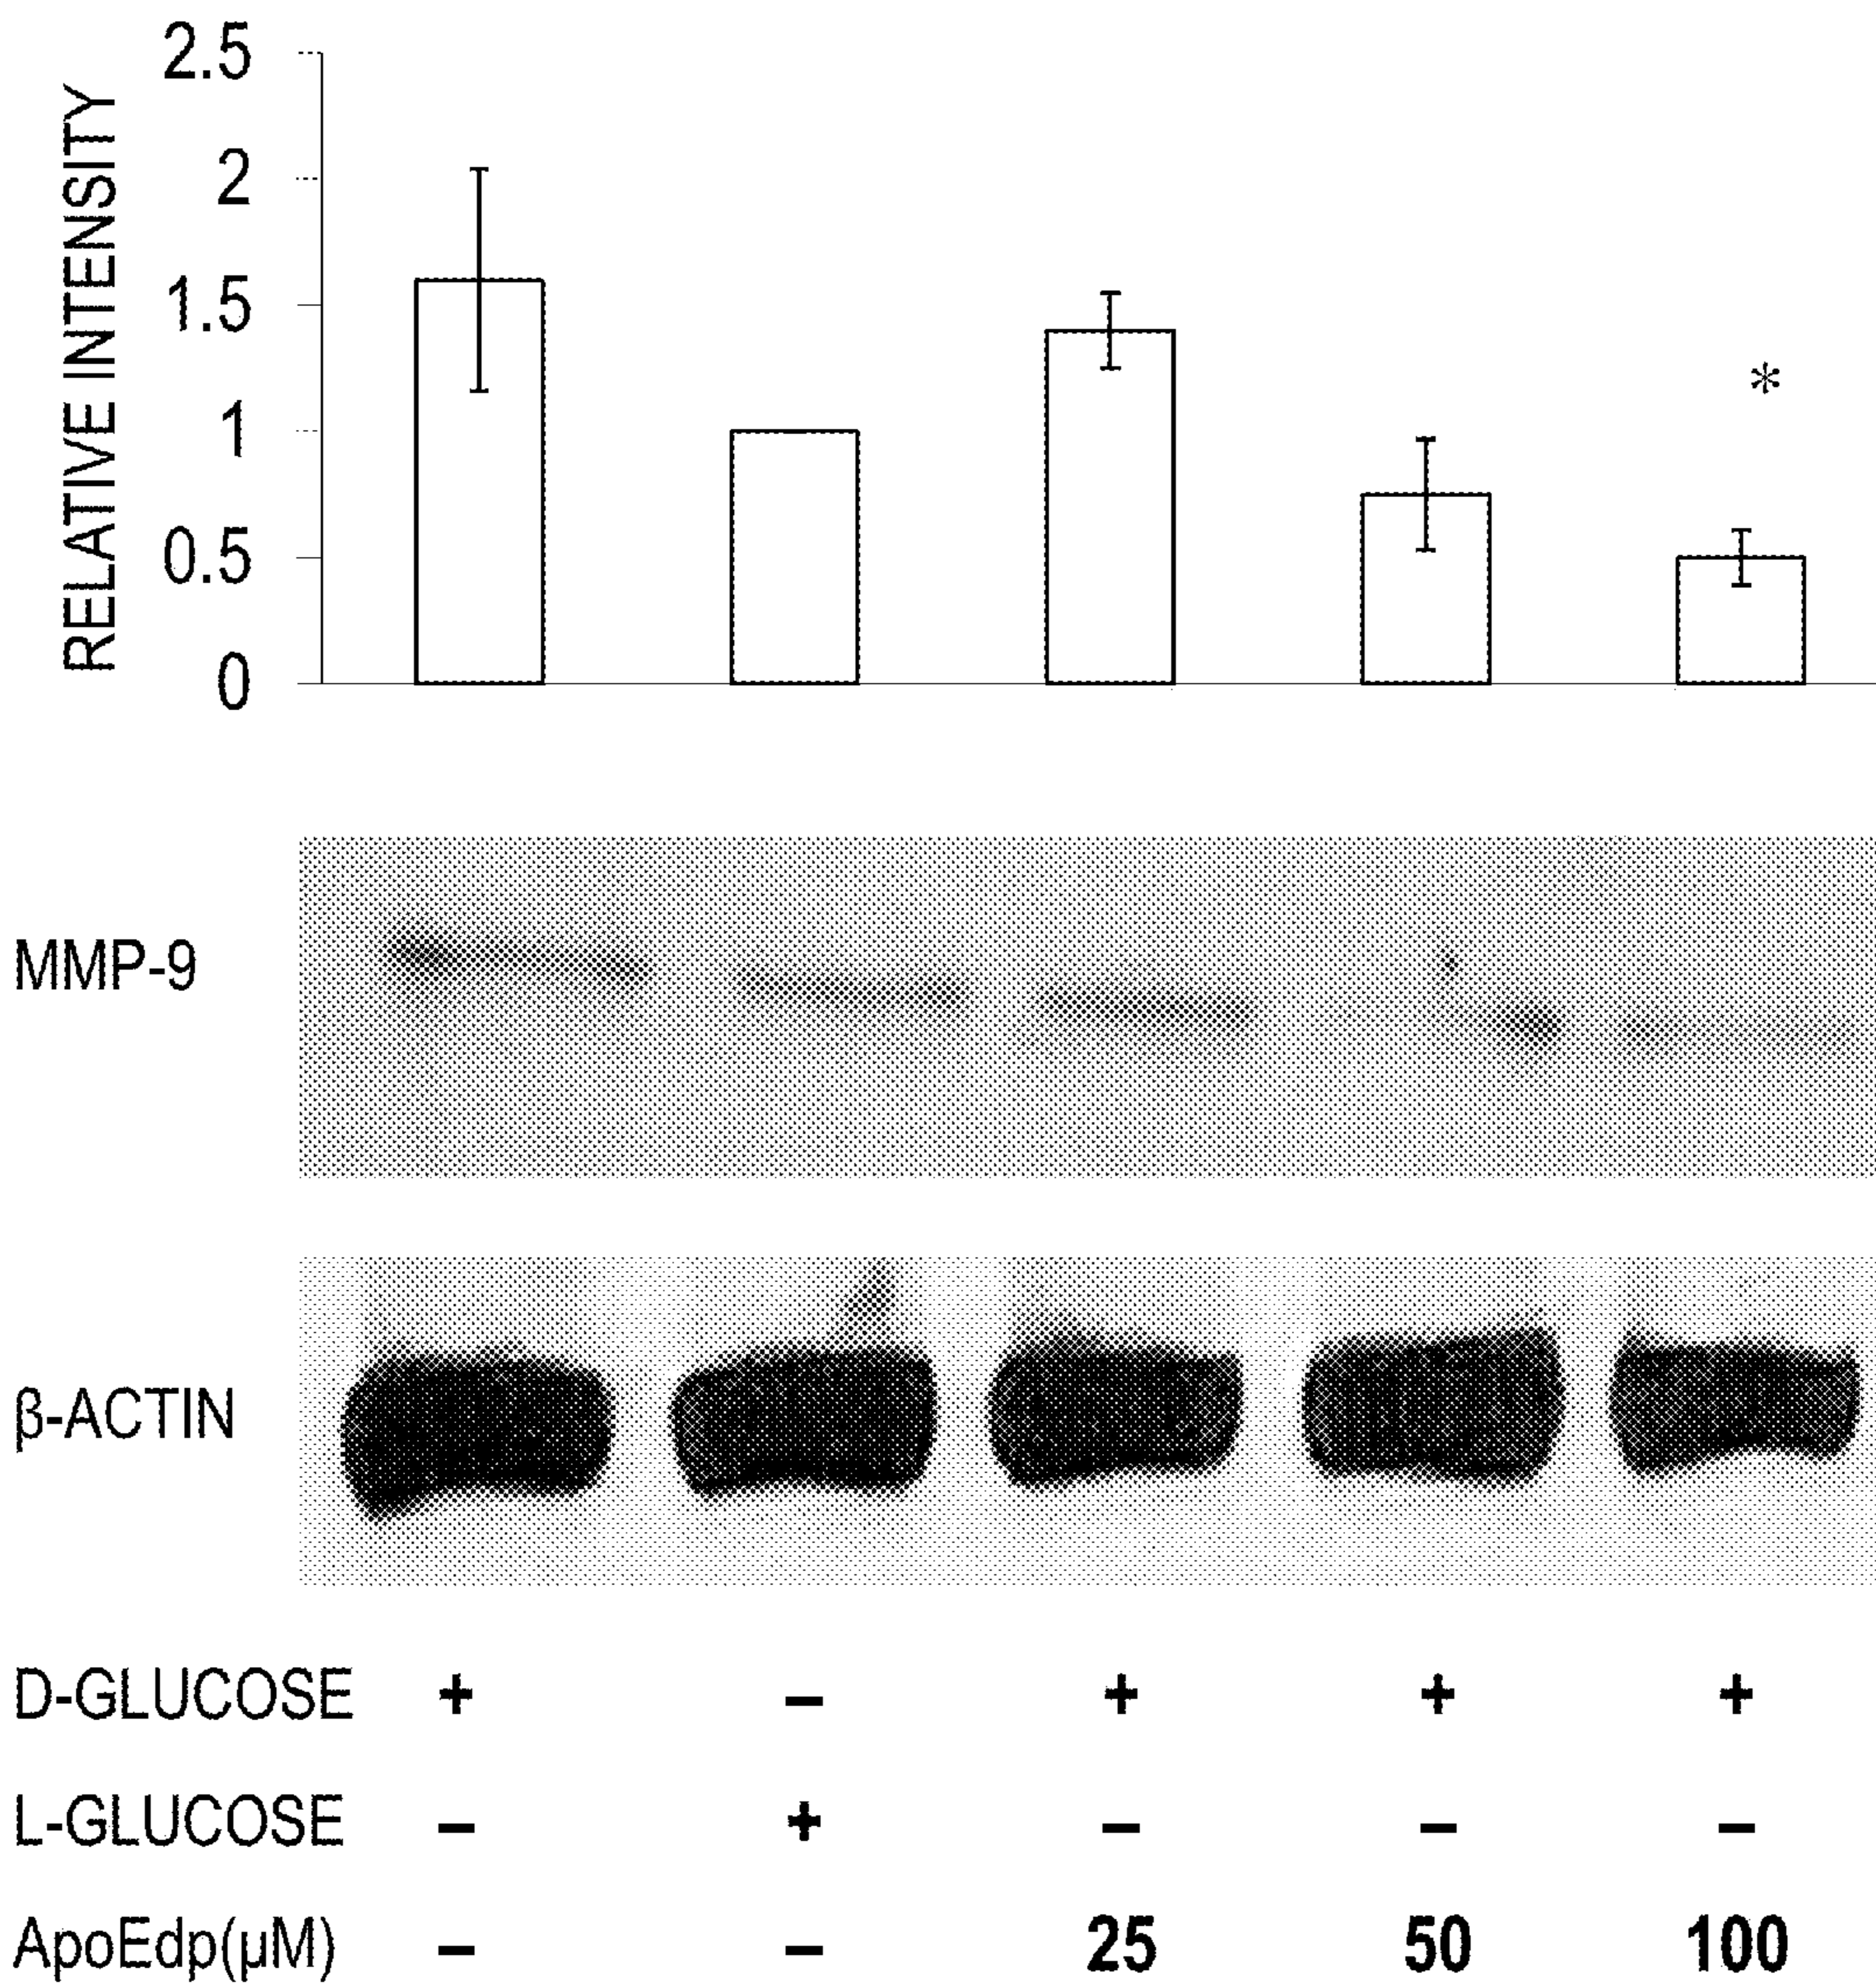 RELATIVE INTENSITY
2.5
2
1.5
1
0.5
0
*
MMP-9
β-ACTIN
D-GLUCOSE + – + + +
L-GLUCOSE – + – – –
ApoEdp(µM) – – 25 50 100